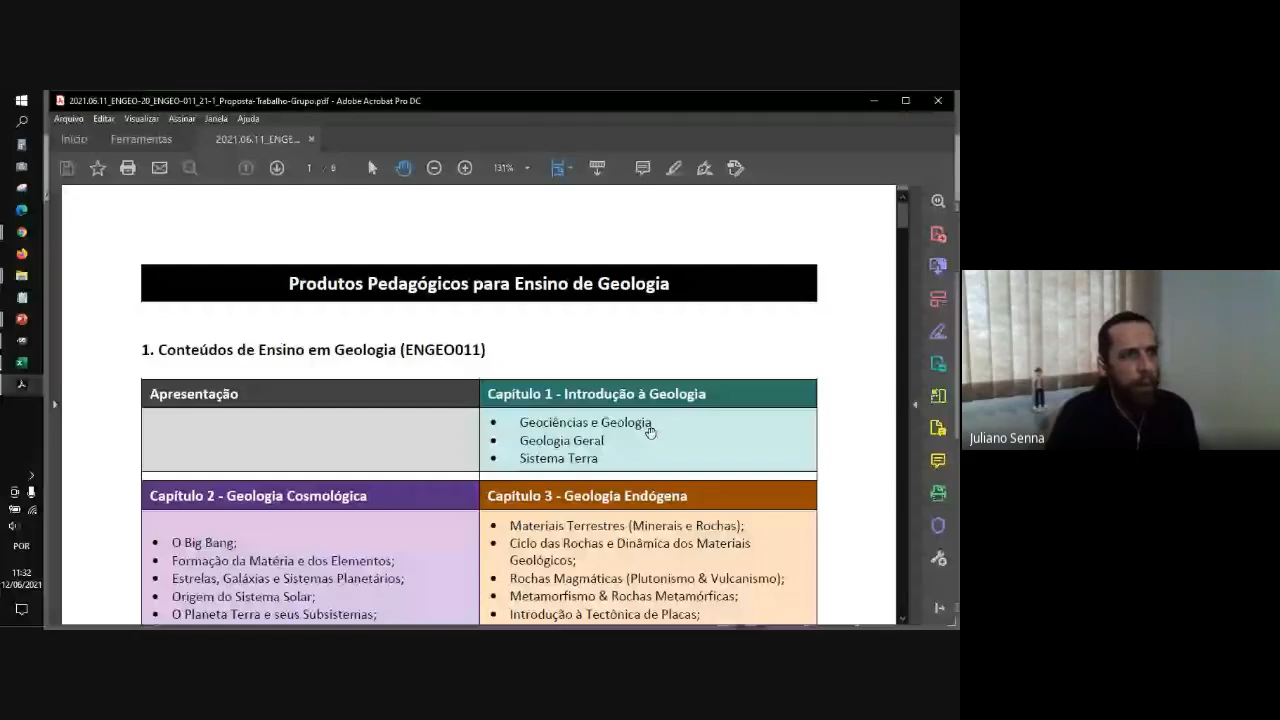 2021.06.11_ENGEO-20_ENGEO-011_21-1_Proposta-Trabalho-Grupo.pdf - Adobe Acrobat Pro DC
Arquivo Editar Visualizar Assinar Janela Ajuda
Início Ferramentas 2021.06.11_ENGE...
1 / 6 131%
Produtos Pedagógicos para Ensino de Geologia
1. Conteúdos de Ensino em Geologia (ENGEO011)
Apresentação
Capítulo 1 - Introdução à Geologia
• Geociências e Geologia
• Geologia Geral
• Sistema Terra
Capítulo 2 - Geologia Cosmológica
• O Big Bang;
• Formação da Matéria e dos Elementos;
• Estrelas, Galáxias e Sistemas Planetários;
• Origem do Sistema Solar;
• O Planeta Terra e seus Subsistemas;
Capítulo 3 - Geologia Endógena
• Materiais Terrestres (Minerais e Rochas);
• Ciclo das Rochas e Dinâmica dos Materiais
Geológicos;
• Rochas Magmáticas (Plutonismo & Vulcanismo);
• Metamorfismo & Rochas Metamórficas;
• Introdução à Tectônica de Placas;
POR
11:32
12/06/2021
Juliano Senna